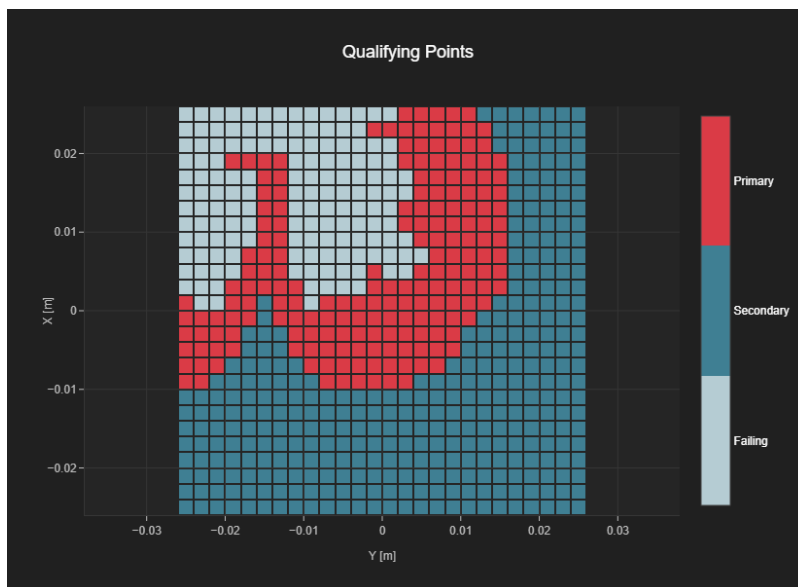 Qualifying Points
0.02
0.01
0
−0.01
−0.02
X [m]
−0.03
−0.02
−0.01
0
0.01
0.02
0.03
Y [m]
Primary
Secondary
Failing